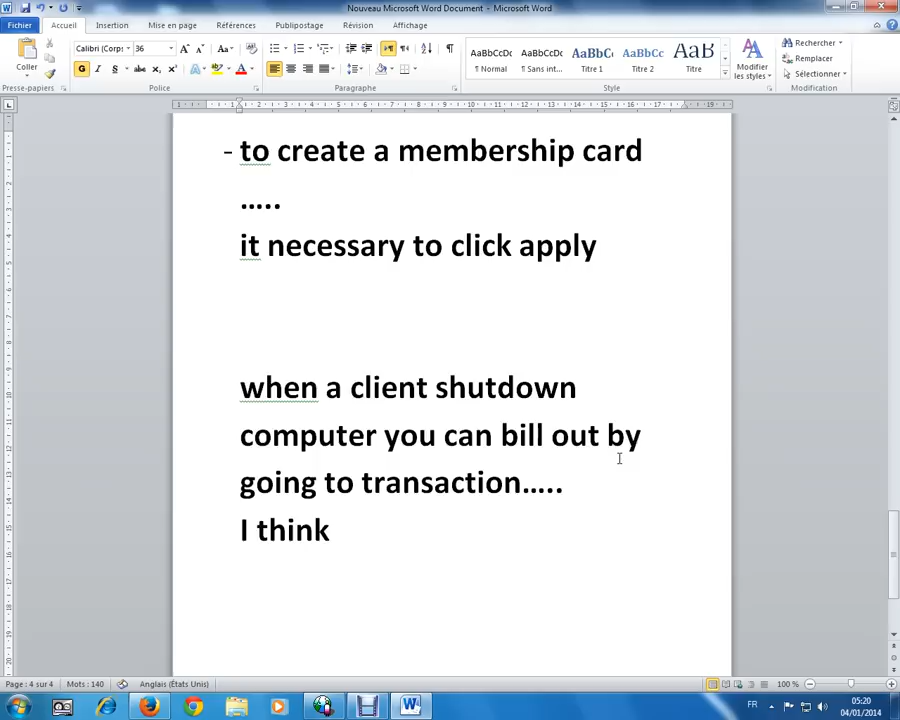 Nouveau Microsoft Word Document - Microsoft Word
Fichier Accueil Insertion Mise en page Références Publipostage Révision Affichage
Coller
Calibri (Corps) 36
AaBbCcDc AaBbCcDc AaBbC AaBbCc AaB
¶ Normal ¶ Sans int... Titre 1 Titre 2 Titre
Modifier les styles
Rechercher
Remplacer
Sélectionner
Presse-papiers Police Paragraphe Style Modification
- to create a membership card
…..
it necessary to click apply
when a client shutdown
computer you can bill out by
going to transaction…..
I think
Page : 4 sur 4 Mots : 140 Anglais (États Unis) 100 %
FR 05:20
04/01/2014